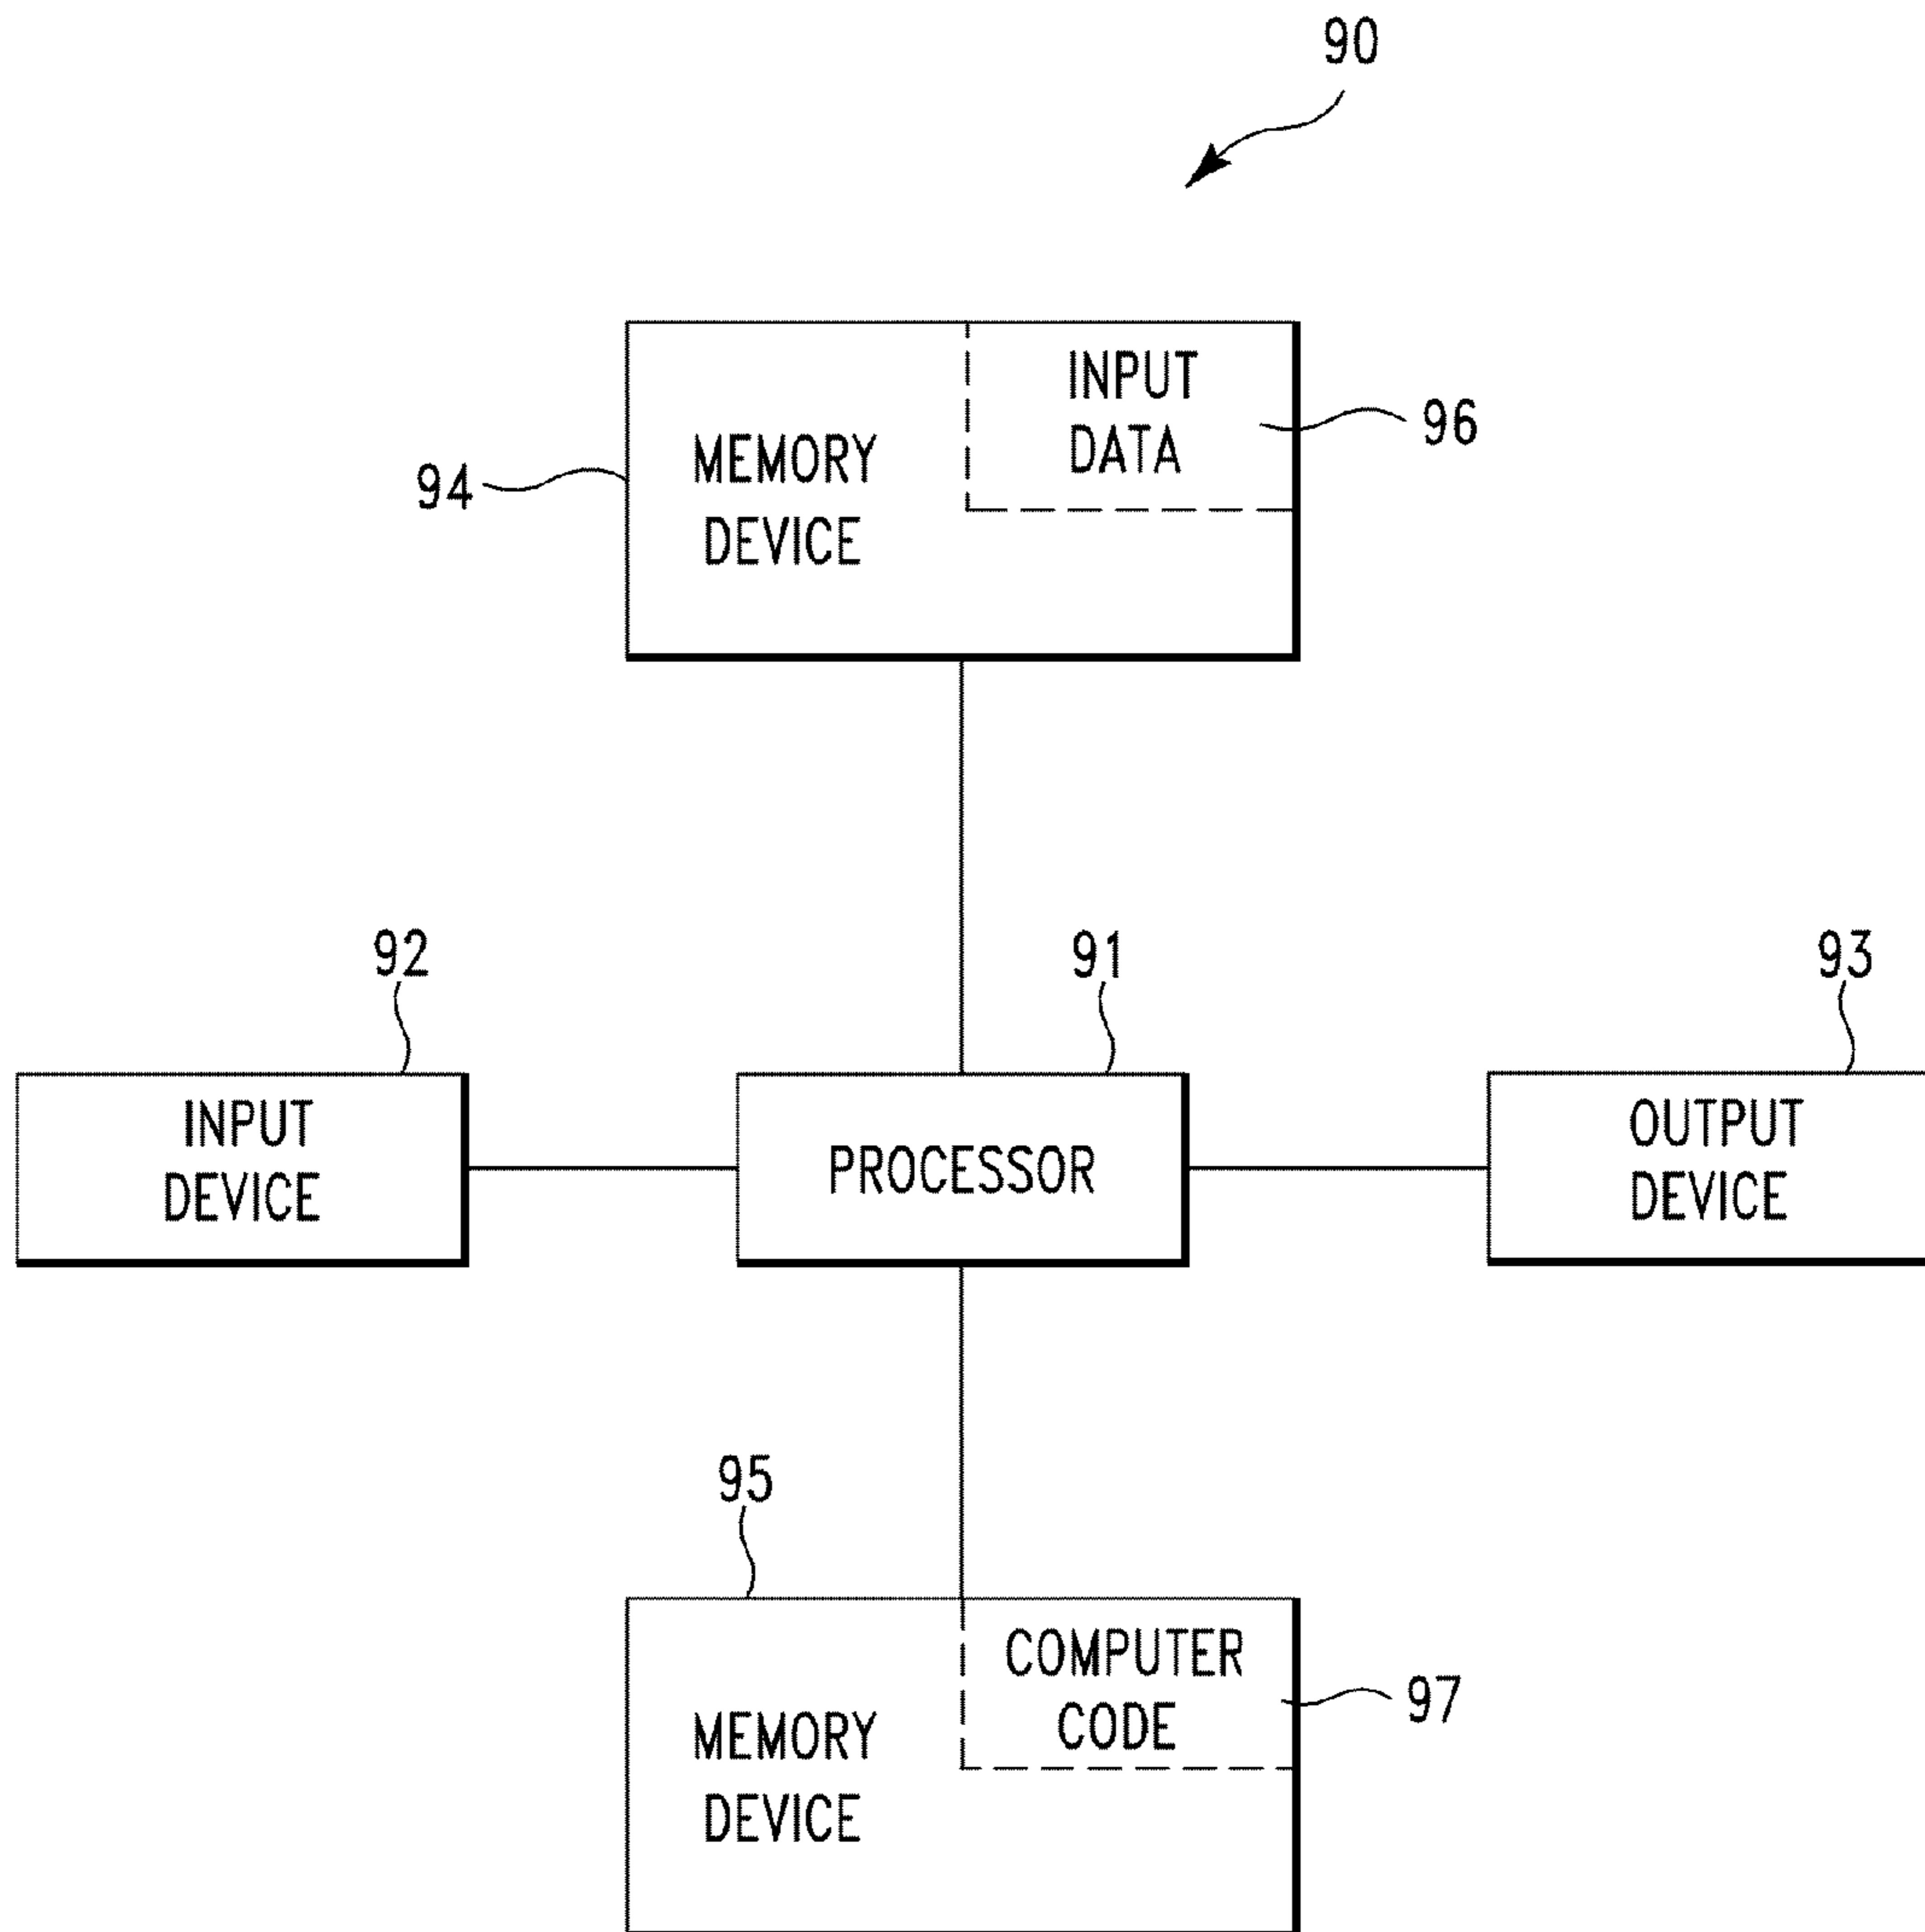 90
INPUT
DATA
96
MEMORY
DEVICE
94
92
91
93
INPUT
DEVICE
PROCESSOR
OUTPUT
DEVICE
95
COMPUTER
CODE
97
MEMORY
DEVICE